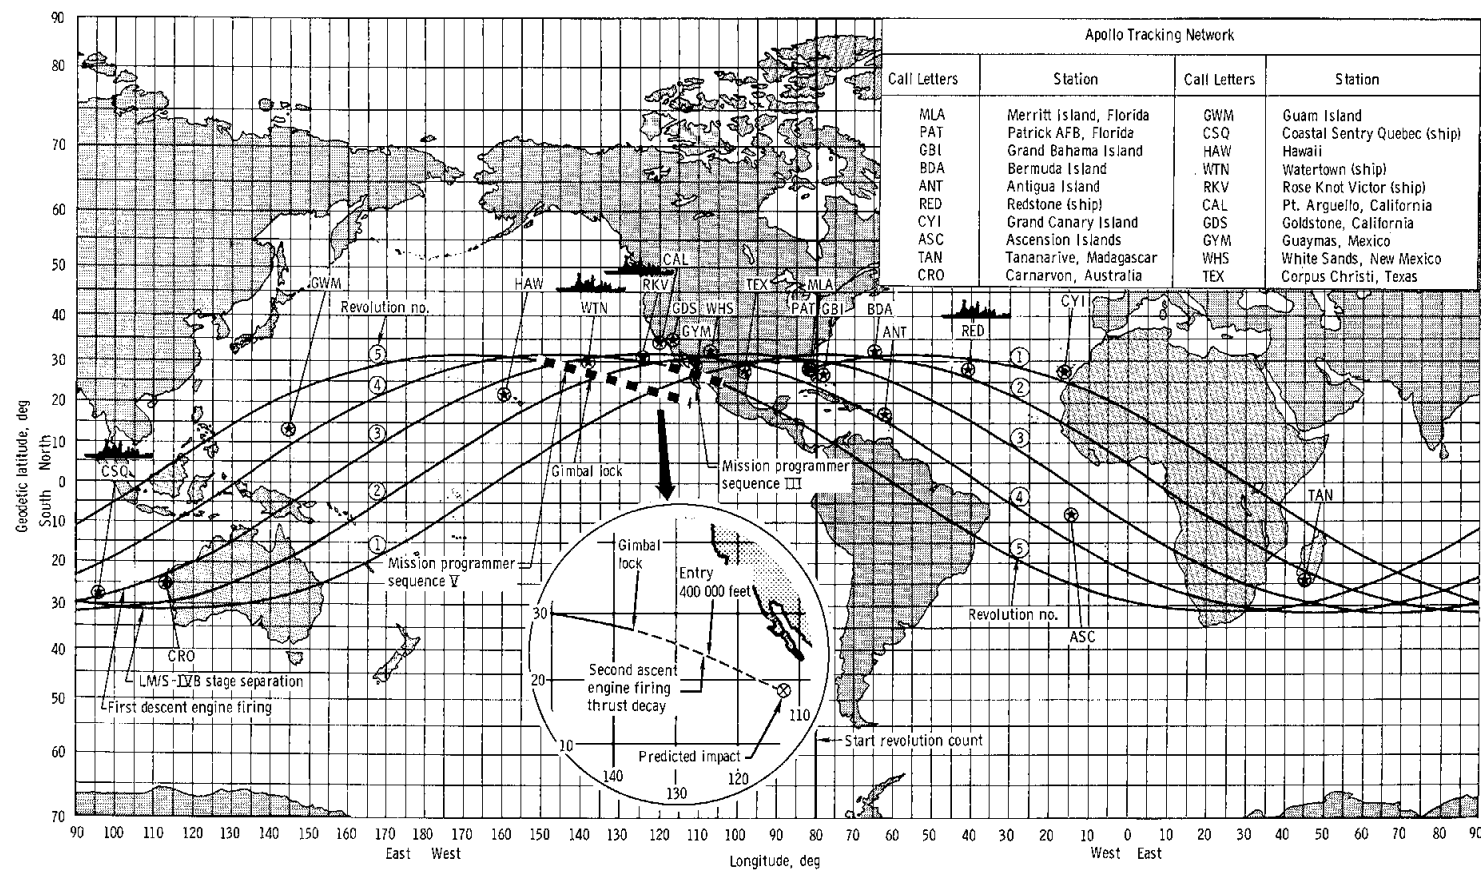 Apollo Tracking Network
Call Letters Station Call Letters Station
MLA Merritt Island, Florida GWM Guam Island
PAT Patrick AFB, Florida CSQ Coastal Sentry Quebec (ship)
GBI Grand Bahama Island HAW Hawaii
BDA Bermuda Island WTN Watertown (ship)
ANT Antigua Island RKV Rose Knot Victor (ship)
RED Redstone (ship) CAL Pt. Arguello, California
CYI Grand Canary Island GDS Goldstone, California
ASC Ascension Islands GYM Guaymas, Mexico
TAN Tananarive, Madagascar WHS White Sands, New Mexico
CRO Carnarvon, Australia TEX Corpus Christi, Texas
90
80
70
60
50
40
30
20
10
0
10
20
30
40
50
60
70
Geodetic latitude, deg
South North
CAL
GWM
HAW
RKV
TEX
MLA
CYI
Revolution no.
WTN
GDS
WHS
PAT
GBI
BDA
RED
GYM
ANT
5
1
4
2
3
3
2
4
1
5
CSQ
Gimbal lock
Mission programmer
sequence III
TAN
Mission programmer
sequence V
Revolution no.
ASC
CRO
LM/S-IVB stage separation
First descent engine firing
Gimbal
lock
Entry
400 000 feet
30
Second ascent
engine firing
thrust decay
20
110
10
Predicted impact
140
120
130
Start revolution count
90 100 110 120 130 140 150 160 170 180 170 160 150 140 130 120 110 100 90 80 70 60 50 40 30 20 10 0 10 20 30 40 50 60 70 80 90
East West
West East
Longitude, deg